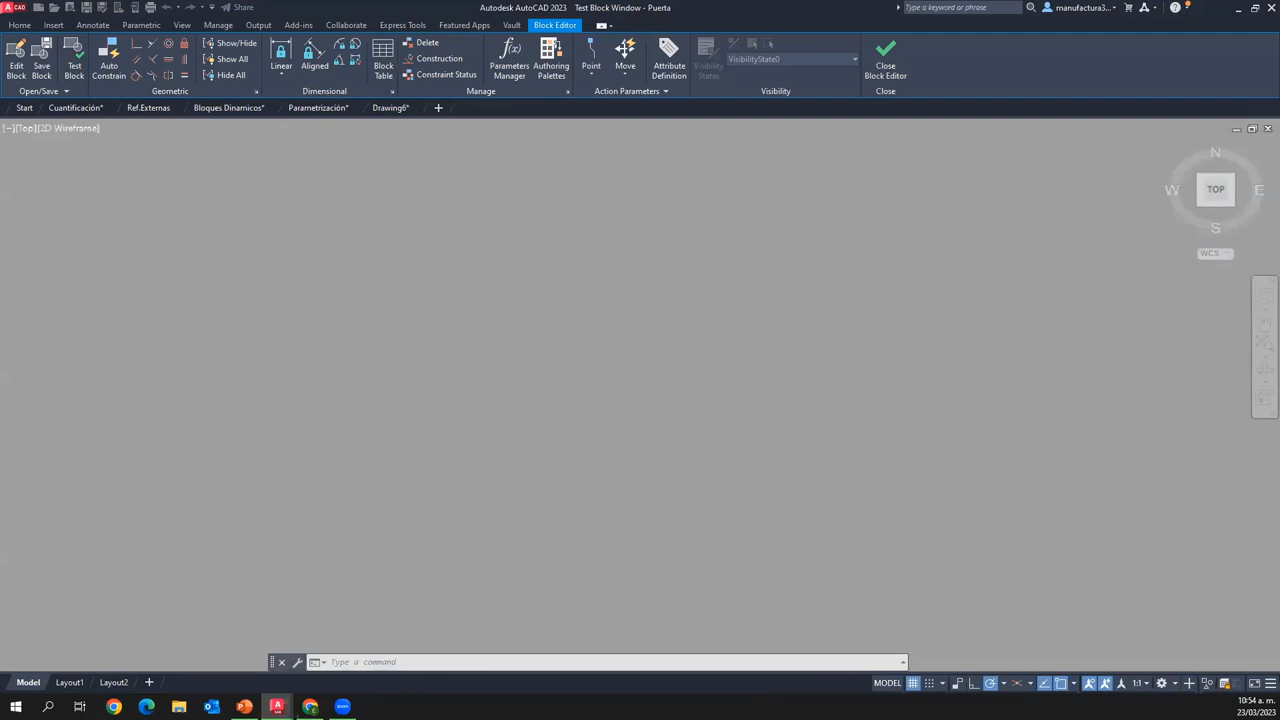 Share
Autodesk AutoCAD 2023 Test Block Window - Puerta
Type a keyword or phrase
manufactura3...
Home Insert Annotate Parametric View Manage Output Add-ins Collaborate Express Tools Featured Apps Vault Block Editor
Edit Block
Save Block
Test Block
Auto Constrain
Show/Hide
Show All
Hide All
Linear
Aligned
Block Table
Delete
Construction
Constraint Status
Parameters Manager
Authoring Palettes
Point
Move
Attribute Definition
Visibility States
VisibilityState0
Close Block Editor
Open/Save Geometric Dimensional Manage Action Parameters Visibility Close
Start Cuantificación* Ref.Externas Bloques Dinamicos* Parametrización* Drawing6* +
[−][Top][2D Wireframe]
N
W TOP E
S
WCS
Type a command
Model Layout1 Layout2 +
MODEL 1:1
10:54 a. m.
23/03/2023